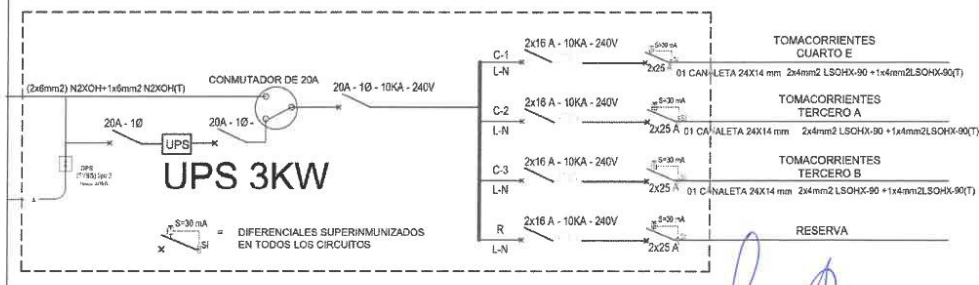 (2x6mm2) N2XOH+1x6mm2 N2XOH(T)
CONMUTADOR DE 20A
20A - 1Ø - 10KA - 240V
20A - 1Ø
UPS
20A - 1Ø -
UPS 3KW
S=30 mA
SI
= DIFERENCIALES SUPERINMUNIZADOS
EN TODOS LOS CIRCUITOS
C-1
L-N
2x16 A - 10KA - 240V
S=30 mA
2x25 A
TOMACORRIENTES
CUARTO E
01 CANALETA 24X14 mm 2x4mm2 LSOHX-90 +1x4mm2LSOHX-90(T)
C-2
L-N
2x16 A - 10KA - 240V
S=30 mA
2x25 A
TOMACORRIENTES
TERCERO A
01 CANALETA 24X14 mm 2x4mm2 LSOHX-90 +1x4mm2 LSOHX-90(T)
C-3
L-N
2x16 A - 10KA - 240V
S=30 mA
2x25 A
TOMACORRIENTES
TERCERO B
01 CANALETA 24X14 mm 2x4mm2 LSOHX-90 +1x4mm2LSOHX-90(T)
R
L-N
2x16 A - 10KA - 240V
S=30 mA
2x25 A
RESERVA